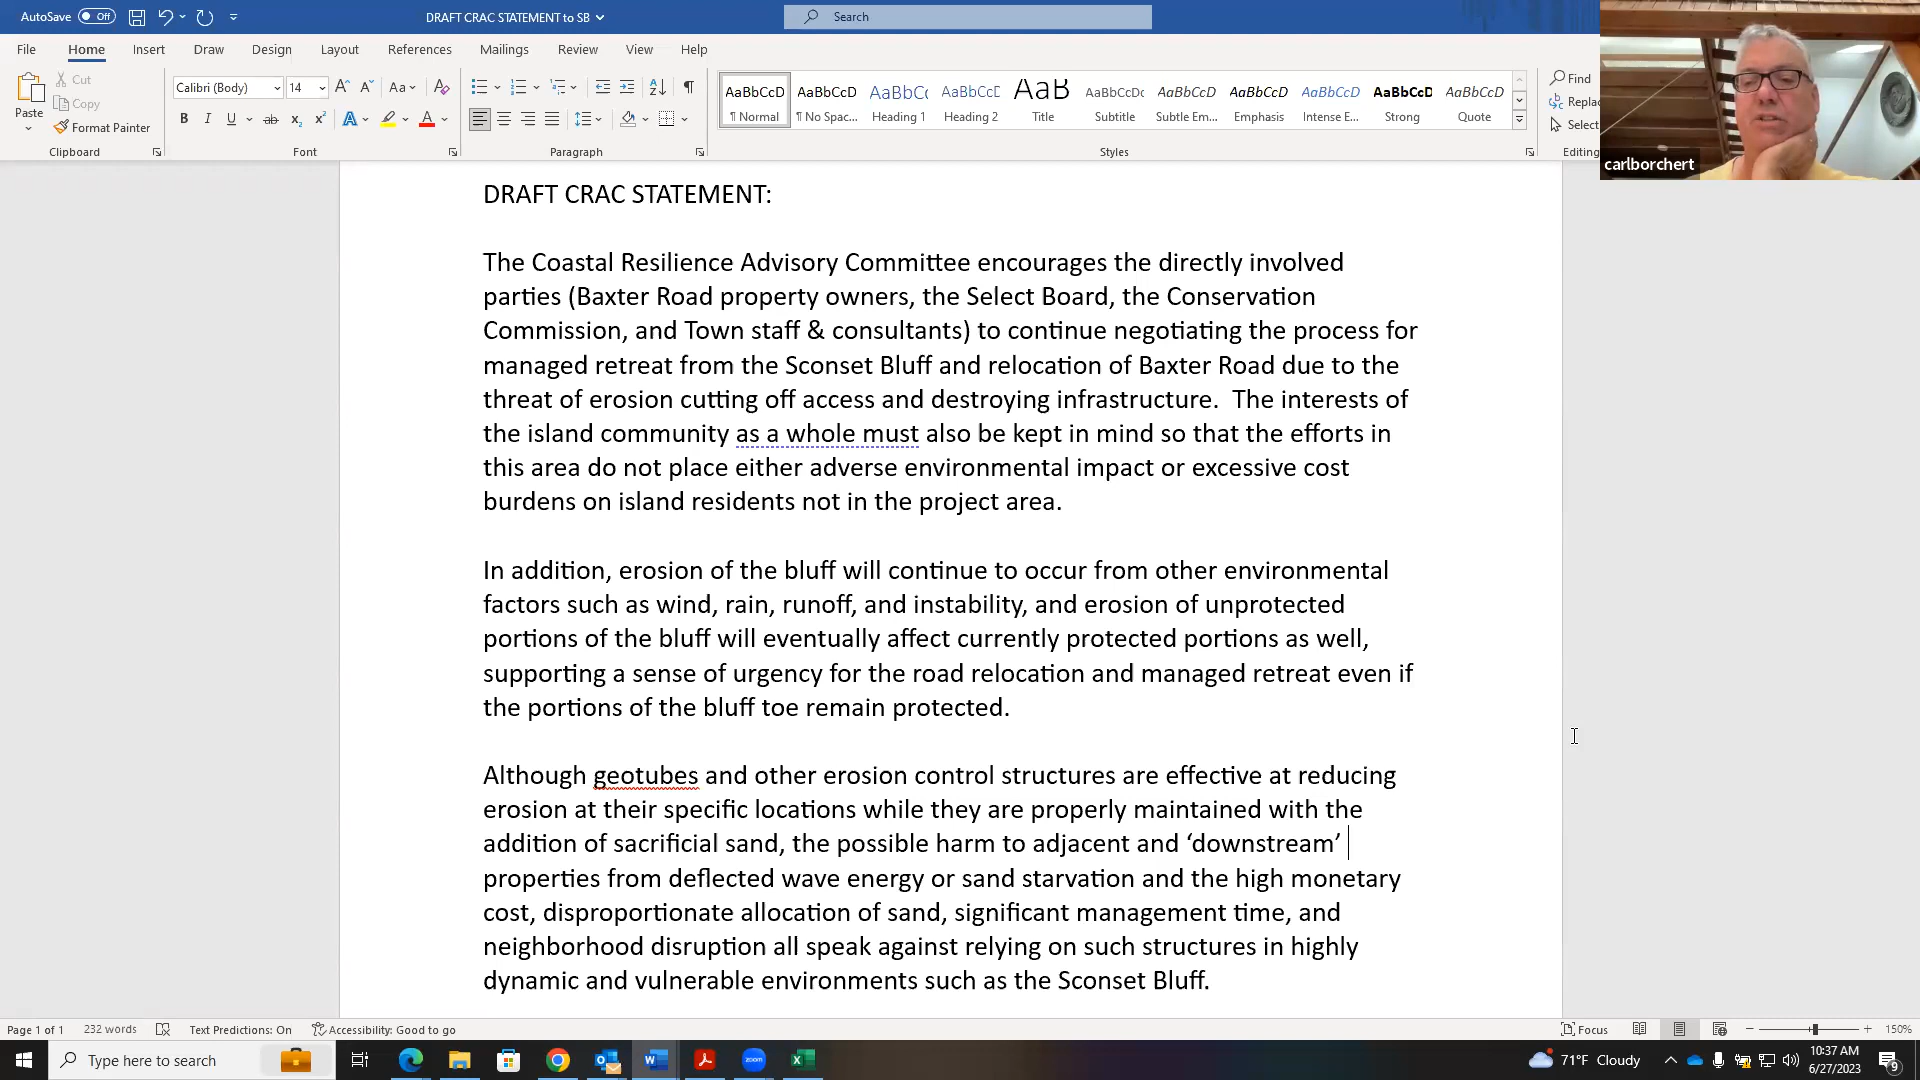 AutoSave Off DRAFT CRAC STATEMENT to SB Search
File Home Insert Draw Design Layout References Mailings Review View Help
Paste Cut Copy Format Painter
Calibri (Body) 14 Aa
AaBbCcD AaBbCcD AaBbC AaBbCcD AaB AaBbCcD AaBbCcD AaBbCcD AaBbCcD AaBbCcD AaBbCcD
¶ Normal ¶ No Spac... Heading 1 Heading 2 Title Subtitle Subtle Em... Emphasis Intense E... Strong Quote
Find
Replac
Select
Clipboard Font Paragraph Styles Editing
carlborchert
DRAFT CRAC STATEMENT:
The Coastal Resilience Advisory Committee encourages the directly involved
parties (Baxter Road property owners, the Select Board, the Conservation
Commission, and Town staff & consultants) to continue negotiating the process for
managed retreat from the Sconset Bluff and relocation of Baxter Road due to the
threat of erosion cutting off access and destroying infrastructure.  The interests of
the island community as a whole must also be kept in mind so that the efforts in
this area do not place either adverse environmental impact or excessive cost
burdens on island residents not in the project area.
In addition, erosion of the bluff will continue to occur from other environmental
factors such as wind, rain, runoff, and instability, and erosion of unprotected
portions of the bluff will eventually affect currently protected portions as well,
supporting a sense of urgency for the road relocation and managed retreat even if
the portions of the bluff toe remain protected.
Although geotubes and other erosion control structures are effective at reducing
erosion at their specific locations while they are properly maintained with the
addition of sacrificial sand, the possible harm to adjacent and ‘downstream’
properties from deflected wave energy or sand starvation and the high monetary
cost, disproportionate allocation of sand, significant management time, and
neighborhood disruption all speak against relying on such structures in highly
dynamic and vulnerable environments such as the Sconset Bluff.
Page 1 of 1 232 words Text Predictions: On Accessibility: Good to go Focus 150%
Type here to search 71°F Cloudy 10:37 AM
6/27/2023 9